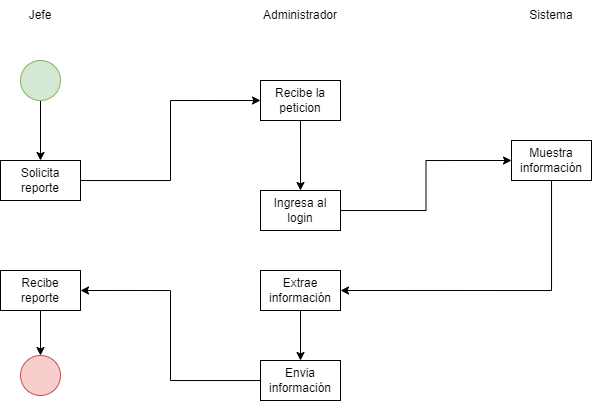 Jefe
Administrador
Sistema
Recibe la
peticion
Solicita
reporte
Muestra
información
Ingresa al
login
Recibe
reporte
Extrae
información
Envia
información